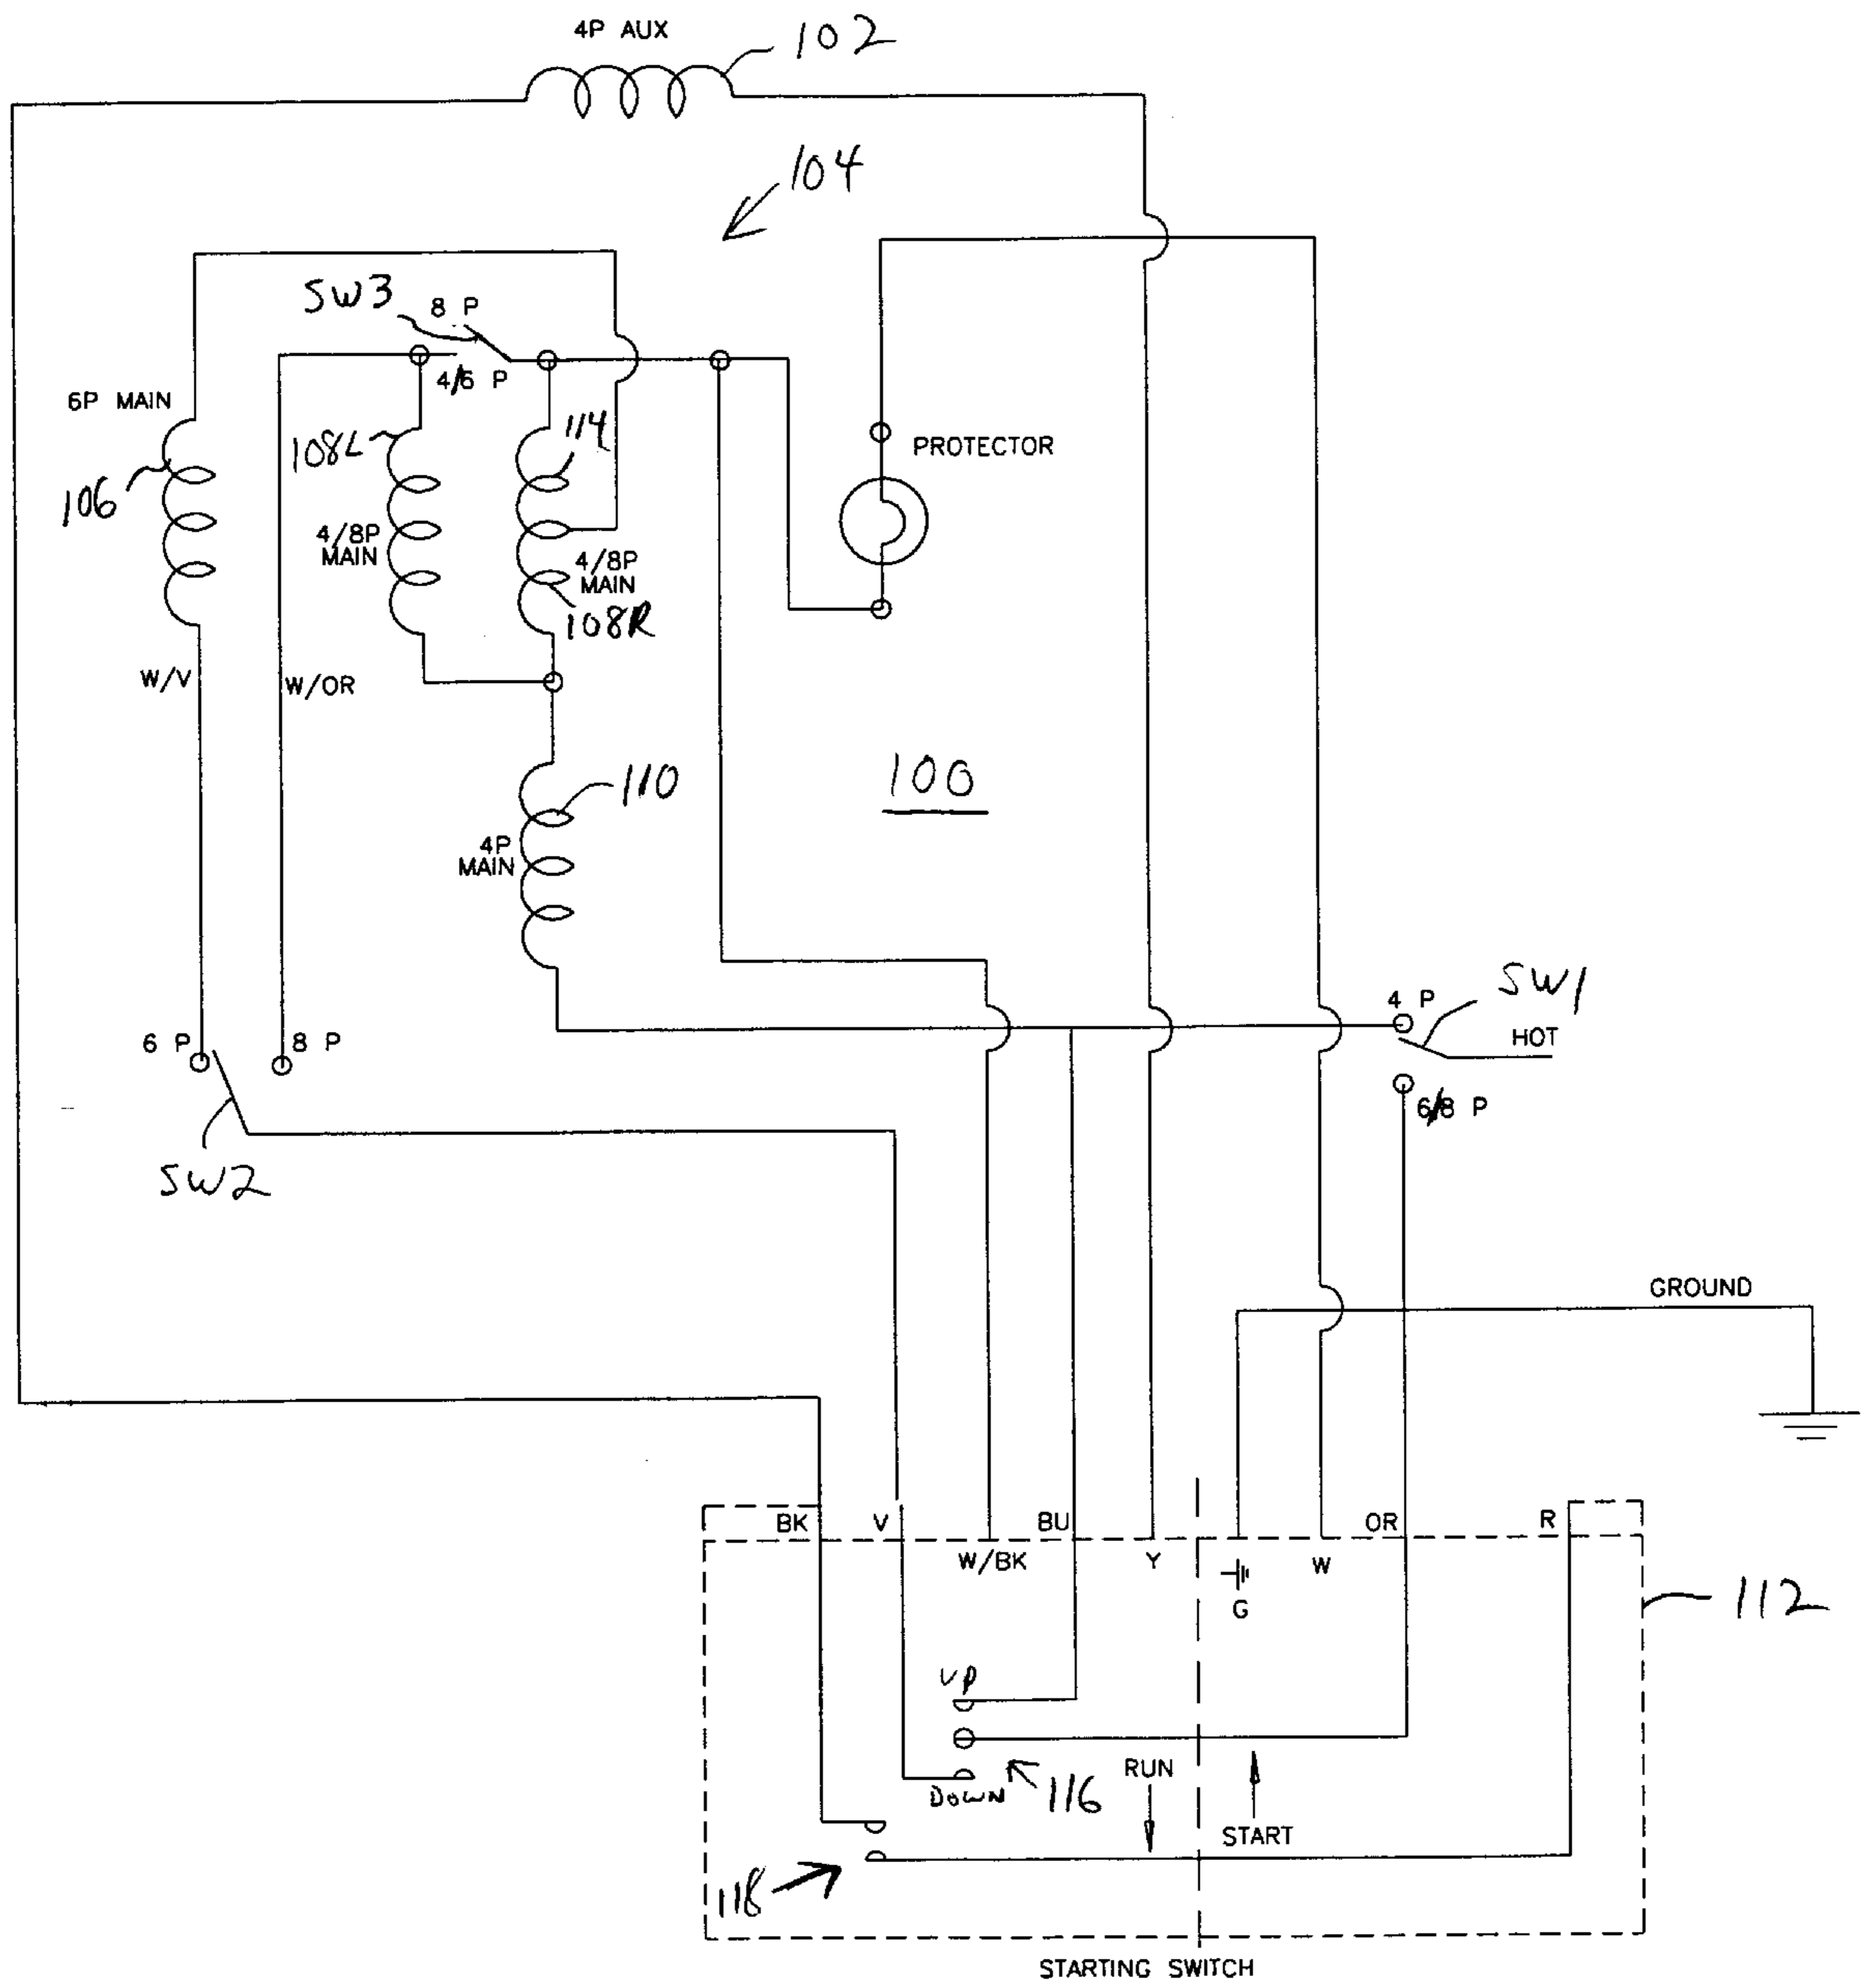 4P AUX
102
104
SW3
8 P
4/6 P
6P MAIN
108L
114
PROTECTOR
106
4/8P
MAIN
4/8P
MAIN
108R
W/V
W/OR
110
100
4P
MAIN
SW1
4 P
HOT
6 P
8 P
6/8 P
SW2
GROUND
BK
V
BU
OR
R
W/BK
Y
W
G
112
UP
RUN
DOWN
116
START
118
STARTING SWITCH